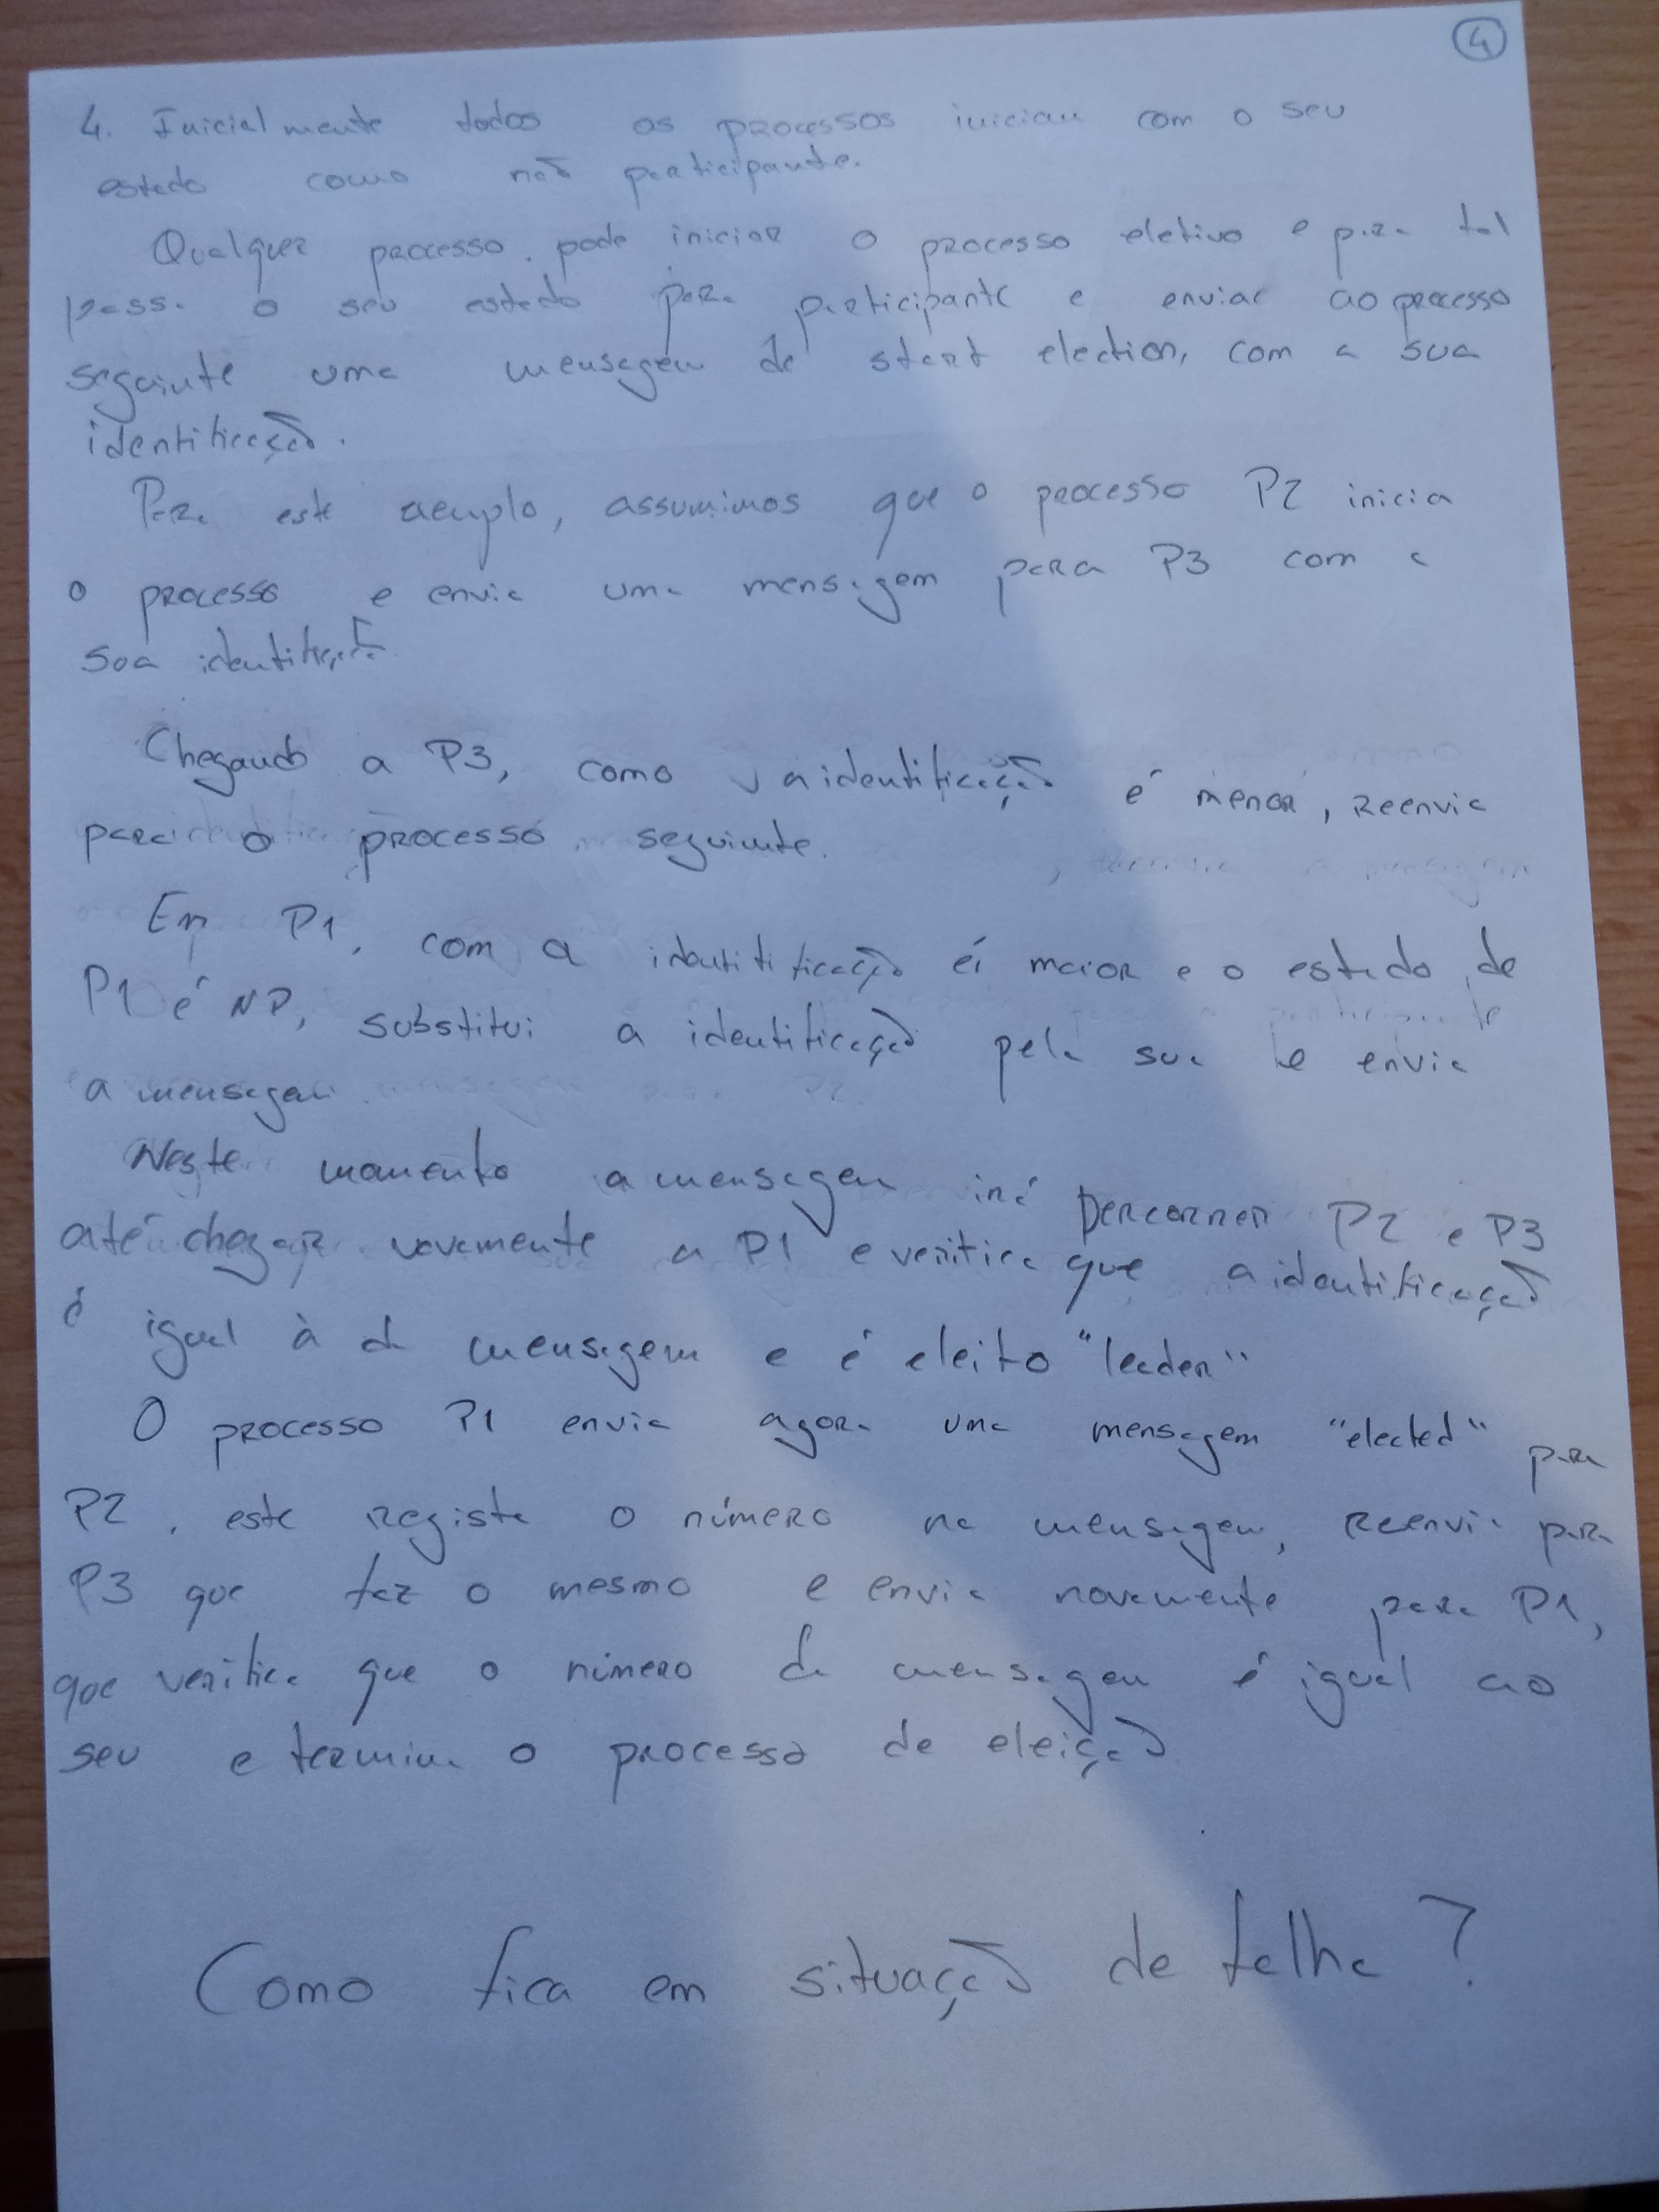 4
4. Inicialmente todos os processos iniciam com o seu
estado como não participante.
Qualquer processo pode iniciar o processo eletivo e para tal
passa o seu estado para participante e enviar ao processo
seguinte uma mensagem de start election, com a sua
identificação.
Para este exemplo, assumimos que o processo P2 inicia
o processo e envia uma mensagem para P3 com a
sua identificação
Chegando a P3, como a identificação é menor, reenvia
para o processo seguinte.
Em P1, com a identificação é maior e o estado de
P1 é NP, substitui a identificação pela sua e envia
a mensagem.
Neste momento a mensagem irá percorrer P2 e P3
até chegar novamente a P1 e verifica que a identificação
é igual à da mensagem e é eleito "leader"
O processo P1 envia agora uma mensagem "elected" para
P2, este regista o número na mensagem, reenvia para
P3 que faz o mesmo e envia novamente para P1,
que verifica que o número da mensagem é igual ao
seu e termina o processo de eleição
Como fica em situação de falha?